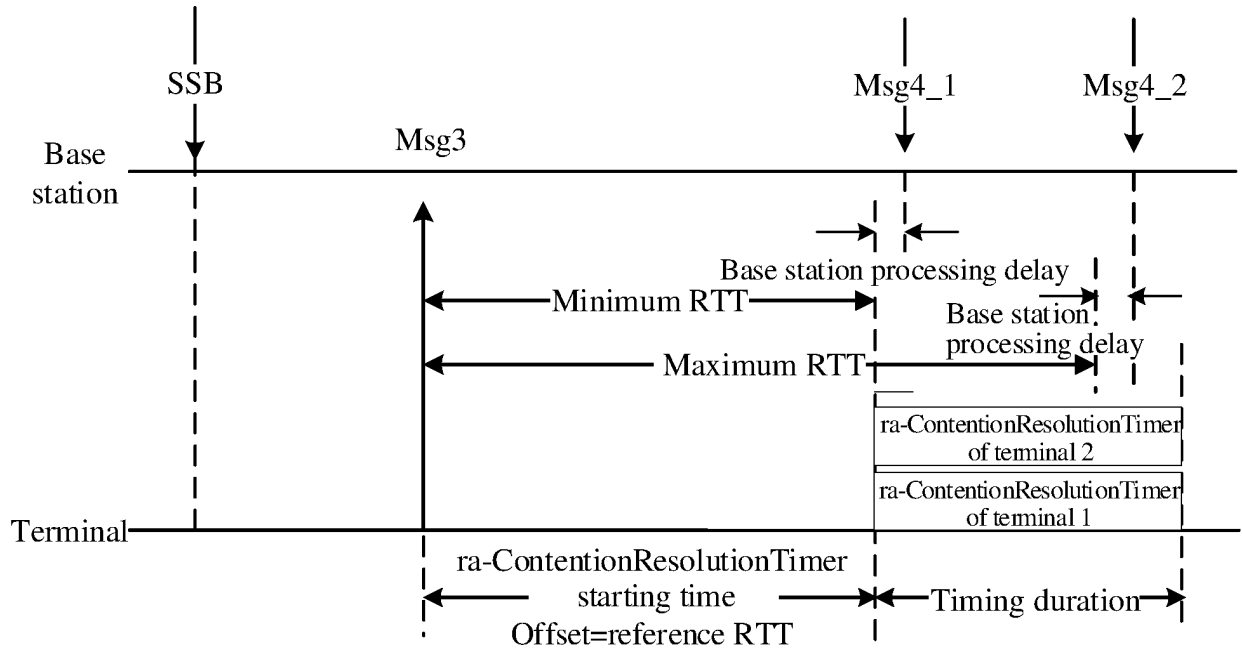 SSB
Msg4_1
Msg4_2
Msg3
Base
station
Base station processing delay
Minimum RTT
Base station
processing delay
Maximum RTT
ra-ContentionResolutionTimer
of terminal 2
ra-ContentionResolutionTimer
of terminal 1
Terminal
ra-ContentionResolutionTimer
starting time
Offset=reference RTT
Timing duration